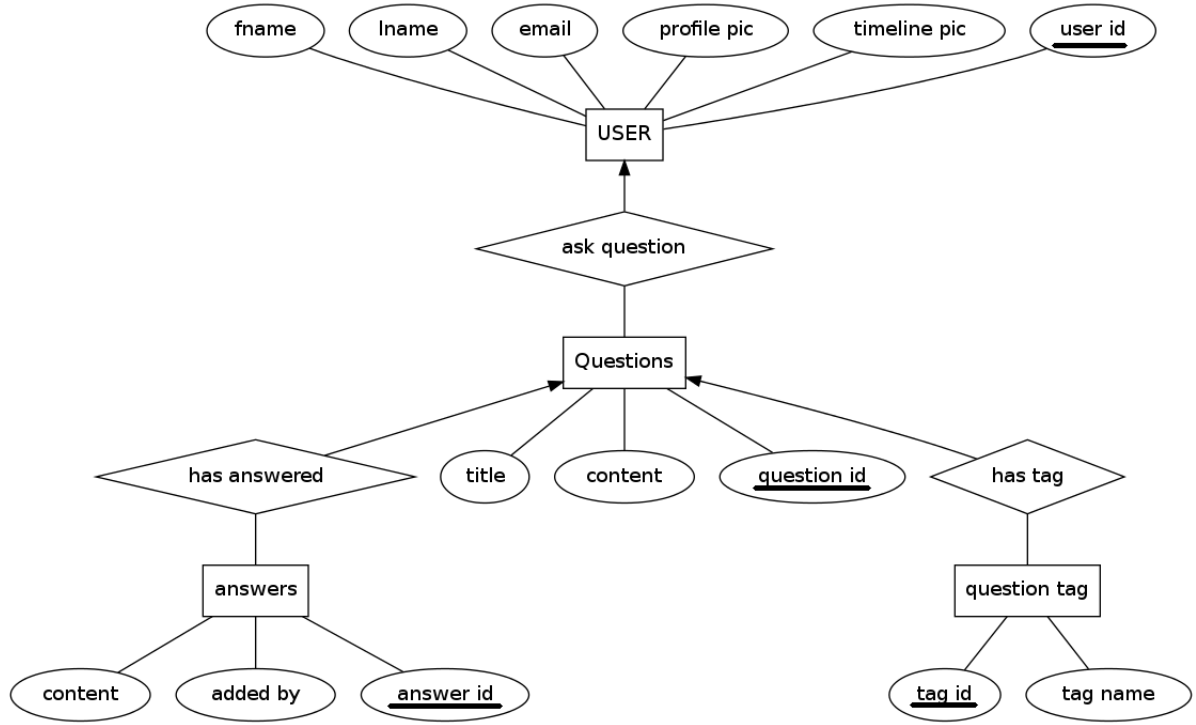 fname
lname
email
profile pic
timeline pic
user id
USER
ask question
Questions
has answered
title
content
question id
has tag
answers
question tag
content
added by
answer id
tag id
tag name